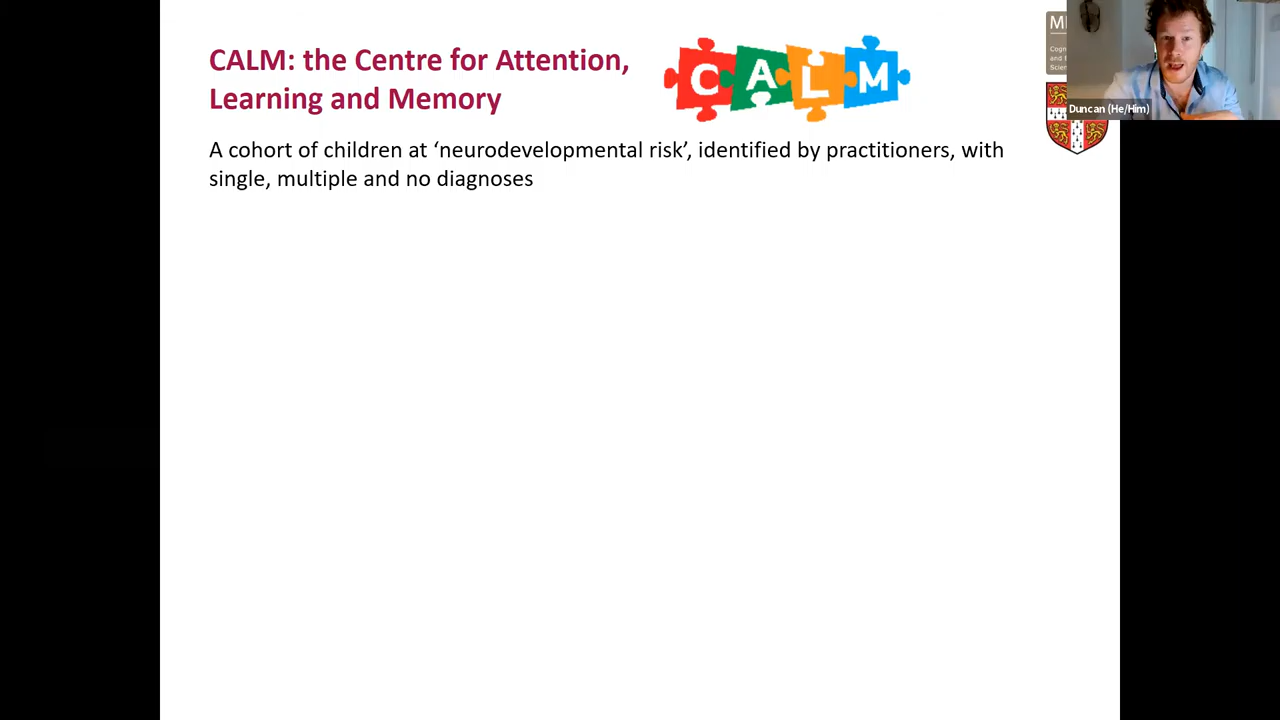 CALM: the Centre for Attention,
Learning and Memory
CALM
A cohort of children at ‘neurodevelopmental risk’, identified by practitioners, with
single, multiple and no diagnoses
Duncan (He/Him)